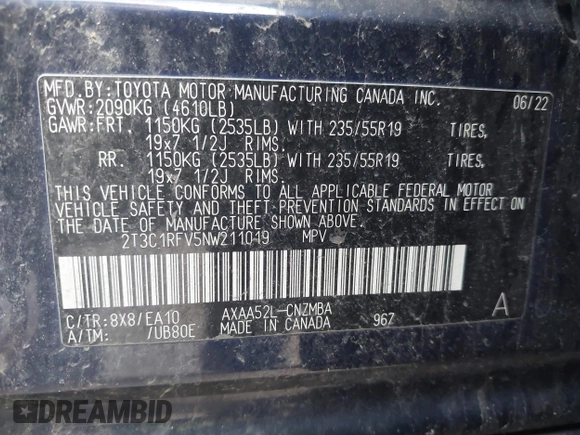 MFD.BY:TOYOTA MOTOR MANUFACTURING CANADA INC. 06/22
GVWR:2090KG (4610LB)
GAWR:FRT. 1150KG (2535LB) WITH 235/55R19 TIRES,
19x7 1/2J RIMS.
RR. 1150KG (2535LB) WITH 235/55R19 TIRES,
19x7 1/2J RIMS.
THIS VEHICLE CONFORMS TO ALL APPLICABLE FEDERAL MOTOR
VEHICLE SAFETY AND THEFT PREVENTION STANDARDS IN EFFECT ON
THE DATE OF MANUFACTURE SHOWN ABOVE.
2T3C1RFV5NW211049 MPV
C/TR:8X8/EA10 AXAA52L-CNZMBA A
A/TM: /UB80E MADE IN CANADA 967
DREAMBID